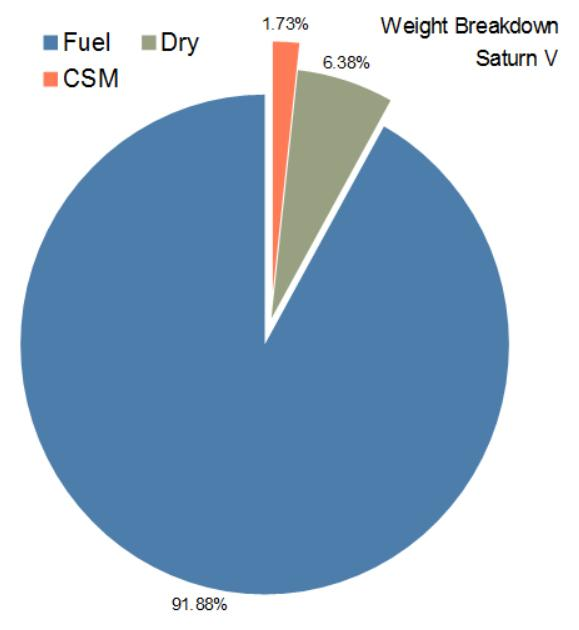 Weight Breakdown
Saturn V
Fuel
Dry
CSM
1.73%
6.38%
91.88%